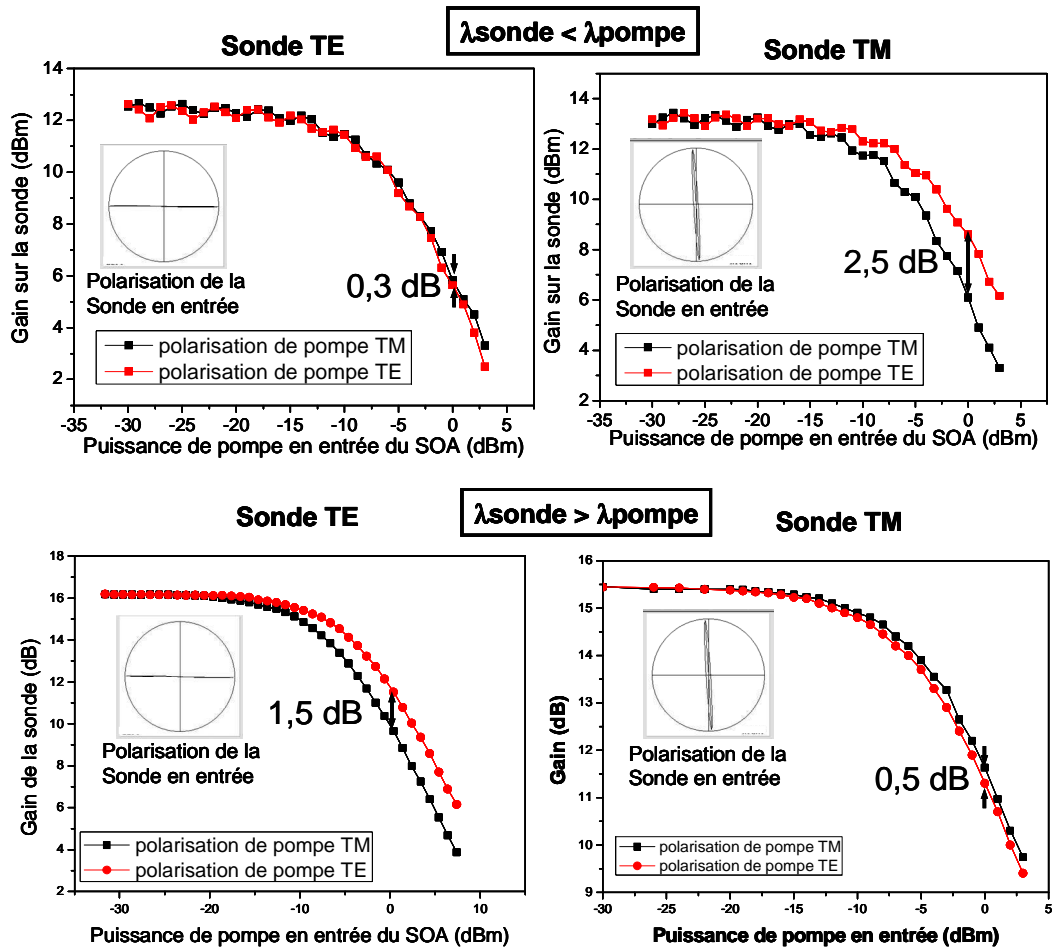 λsonde < λpompe
Sonde TE
Sonde TM
14
12
10
8
6
4
2
-35
-30
-25
-20
-15
-10
-5
0
5
Gain sur la sonde (dBm)
Puissance de pompe en entrée du SOA (dBm)
Polarisation de la
Sonde en entrée
0,3 dB
polarisation de pompe TM
polarisation de pompe TE
14
12
10
8
6
4
2
-35
-30
-25
-20
-15
-10
-5
0
5
Gain sur la sonde (dBm)
Puissance de pompe en entrée du SOA (dBm)
Polarisation de la
Sonde en entrée
2,5 dB
polarisation de pompe TM
polarisation de pompe TE
λsonde > λpompe
Sonde TE
Sonde TM
18
16
14
12
10
8
6
4
2
-30
-20
-10
0
10
Gain de la sonde (dB)
Puissance de pompe en entrée du SOA (dBm)
Polarisation de la
Sonde en entrée
1,5 dB
polarisation de pompe TM
polarisation de pompe TE
16
15
14
13
12
11
10
9
-30
-25
-20
-15
-10
-5
0
5
Gain (dB)
Puissance de pompe en entrée (dBm)
Polarisation de la
Sonde en entrée
0,5 dB
polarisation de pompe TM
polarisation de pompe TE